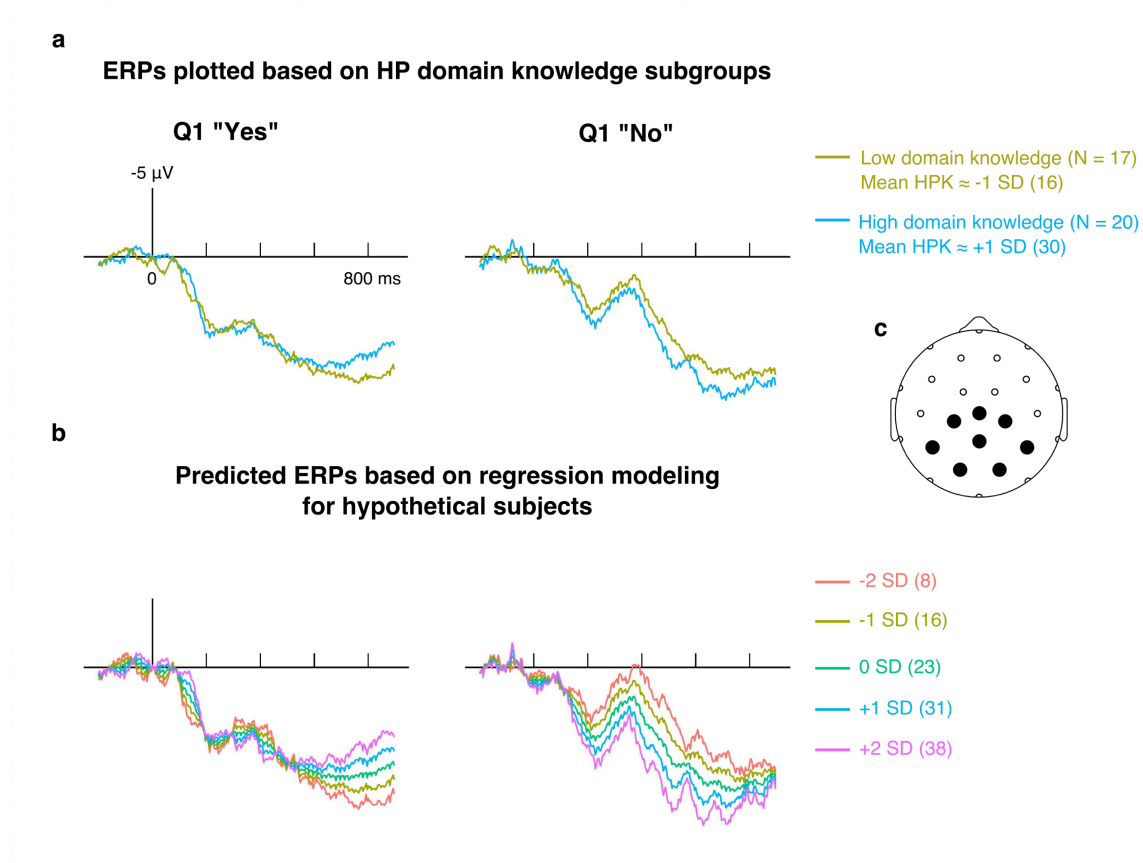 a
ERPs plotted based on HP domain knowledge subgroups
Q1 "Yes"
Q1 "No"
-5 µV
0
800 ms
Low domain knowledge (N = 17)
Mean HPK ≈ -1 SD (16)
High domain knowledge (N = 20)
Mean HPK ≈ +1 SD (30)
c
b
Predicted ERPs based on regression modeling
for hypothetical subjects
-2 SD (8)
-1 SD (16)
0 SD (23)
+1 SD (31)
+2 SD (38)